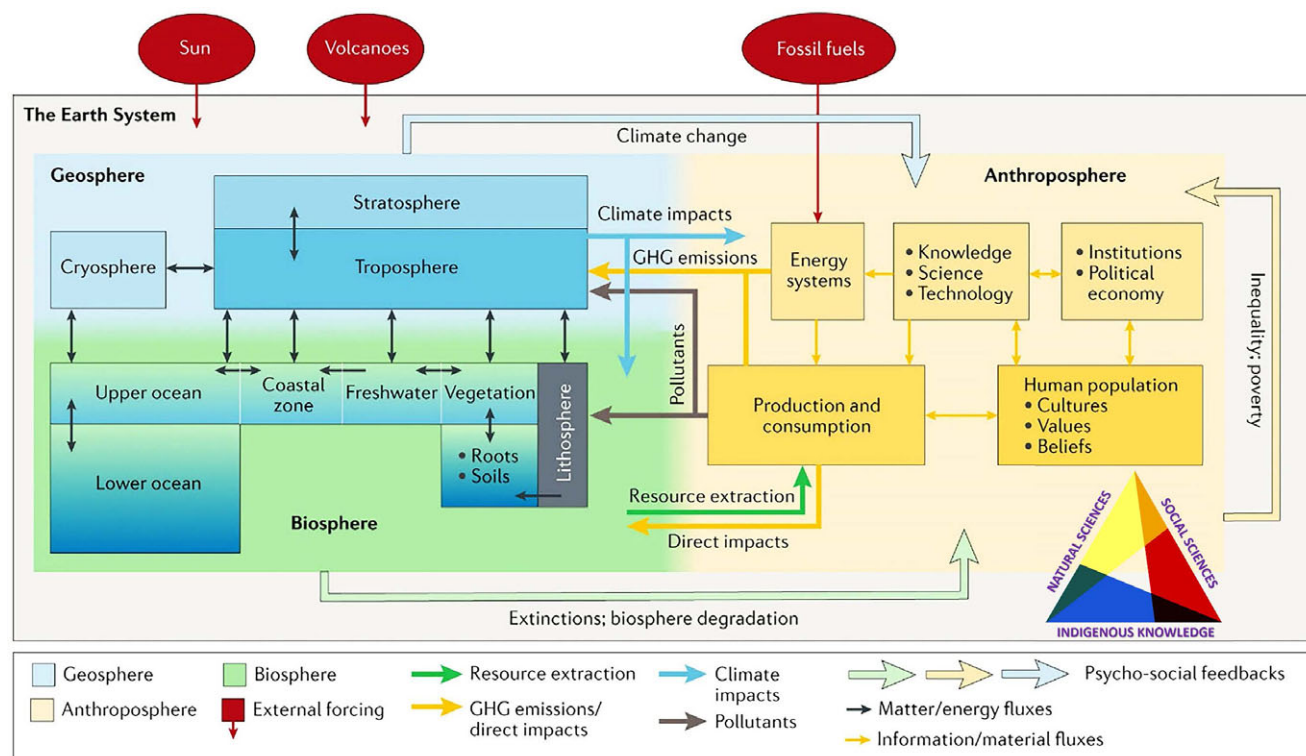 Sun
Volcanoes
Fossil fuels
The Earth System
Climate change
Geosphere
Anthroposphere
Stratosphere
Climate impacts
Cryosphere
Troposphere
GHG emissions
Energy
systems
• Knowledge
• Science
• Technology
• Institutions
• Political
economy
Inequality; poverty
Pollutants
Upper ocean
Coastal
zone
Freshwater
Vegetation
Lithosphere
Production and
consumption
Human population
• Cultures
• Values
• Beliefs
• Roots
• Soils
Lower ocean
Resource extraction
Biosphere
Direct impacts
NATURAL SCIENCES
SOCIAL SCIENCES
INDIGENOUS KNOWLEDGE
Extinctions; biosphere degradation
Geosphere
Biosphere
Resource extraction
Climate
impacts
Psycho-social feedbacks
Anthroposphere
External forcing
GHG emissions/
direct impacts
Pollutants
Matter/energy fluxes
Information/material fluxes